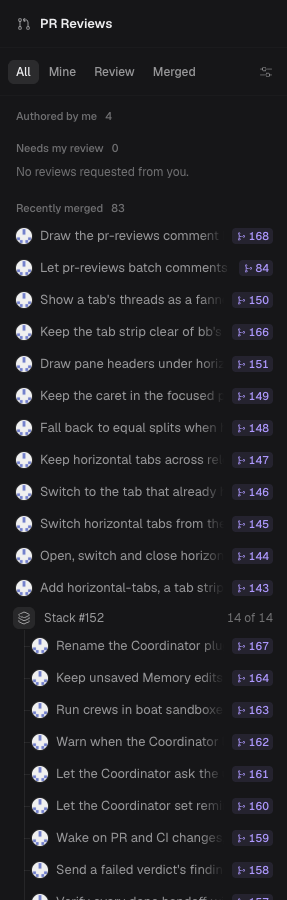 PR Reviews
All Mine Review Merged
Authored by me 4
Needs my review 0
No reviews requested from you.
Recently merged 83
Draw the pr-reviews comment 168
Let pr-reviews batch comments 84
Show a tab's threads as a fann 150
Keep the tab strip clear of bb's 166
Draw pane headers under horiz 151
Keep the caret in the focused p 149
Fall back to equal splits when 148
Keep horizontal tabs across rel 147
Switch to the tab that already 146
Switch horizontal tabs from the 145
Open, switch and close horizon 144
Add horizontal-tabs, a tab strip 143
Stack #152 14 of 14
Rename the Coordinator plu 167
Keep unsaved Memory edits 164
Run crews in boat sandboxe 163
Warn when the Coordinator 162
Let the Coordinator ask the 161
Let the Coordinator set remi 160
Wake on PR and CI changes 159
Send a failed verdict's findin 158